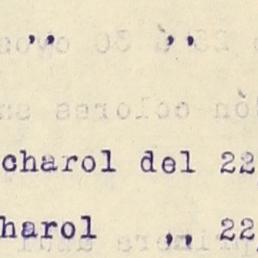 ,, ,,
charol del 22
harol ,, 22